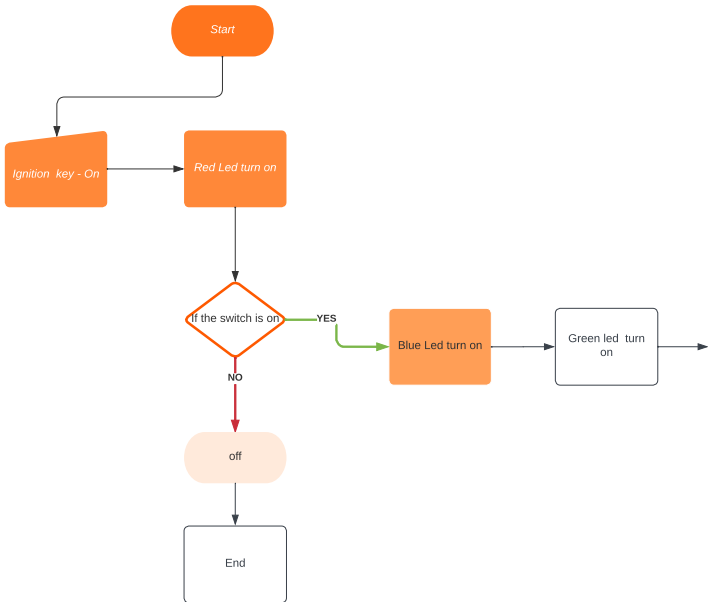 Start
Ignition  key - On
Red Led turn on
If the switch is on
YES
Blue Led turn on
Green led  turn
on
NO
off
End